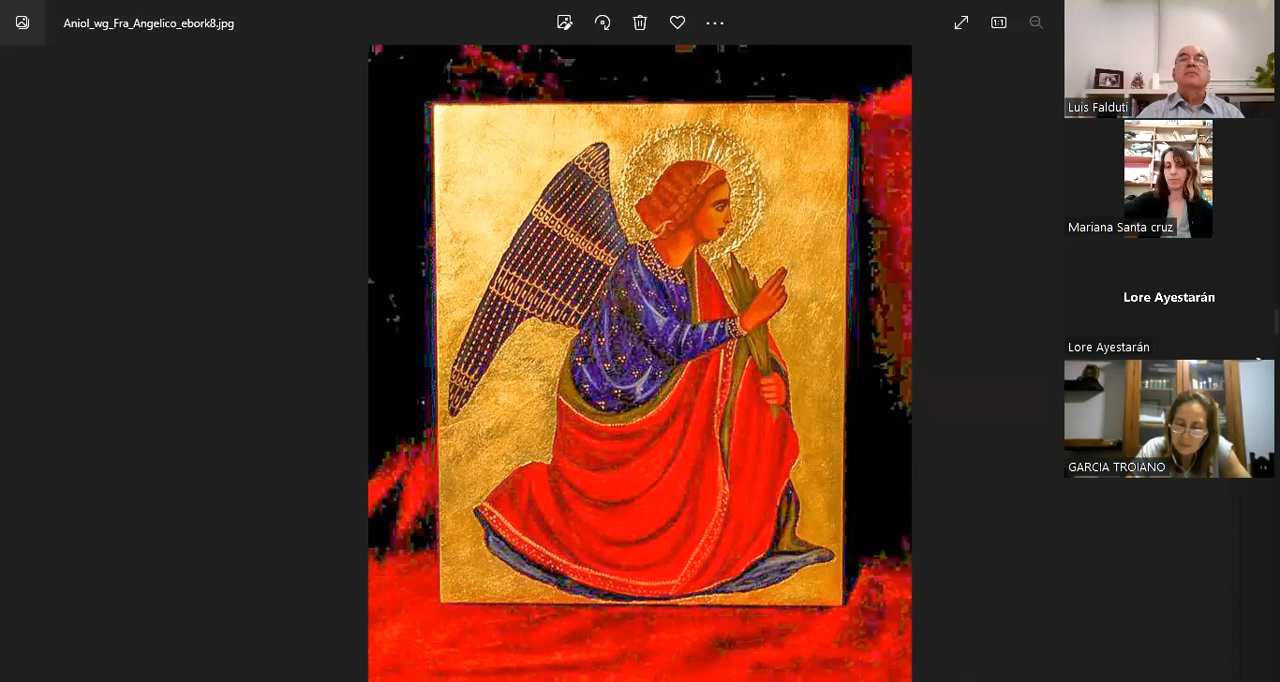 Aniol_wg_Fra_Angelico_ebork8.jpg
Luis Falduti
Mariana Santa cruz
Lore Ayestarán
Lore Ayestarán
GARCIA TROIANO